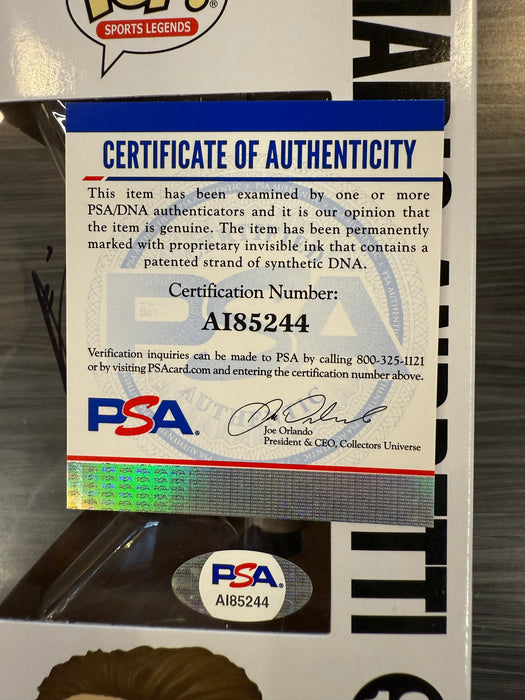 POP!
SPORTS LEGENDS
CERTIFICATE OF AUTHENTICITY
This item has been examined by one or more
PSA/DNA authenticators and it is our opinion that
the item is genuine. The item has been permanently
marked with proprietary invisible ink that contains a
patented strand of synthetic DNA.
Certification Number:
AI85244
Verification inquiries can be made to PSA by calling 800-325-1121
or by visiting PSAcard.com and entering the certification number above.
PSA
Joe Orlando
President & CEO, Collectors Universe
PSA
AI85244